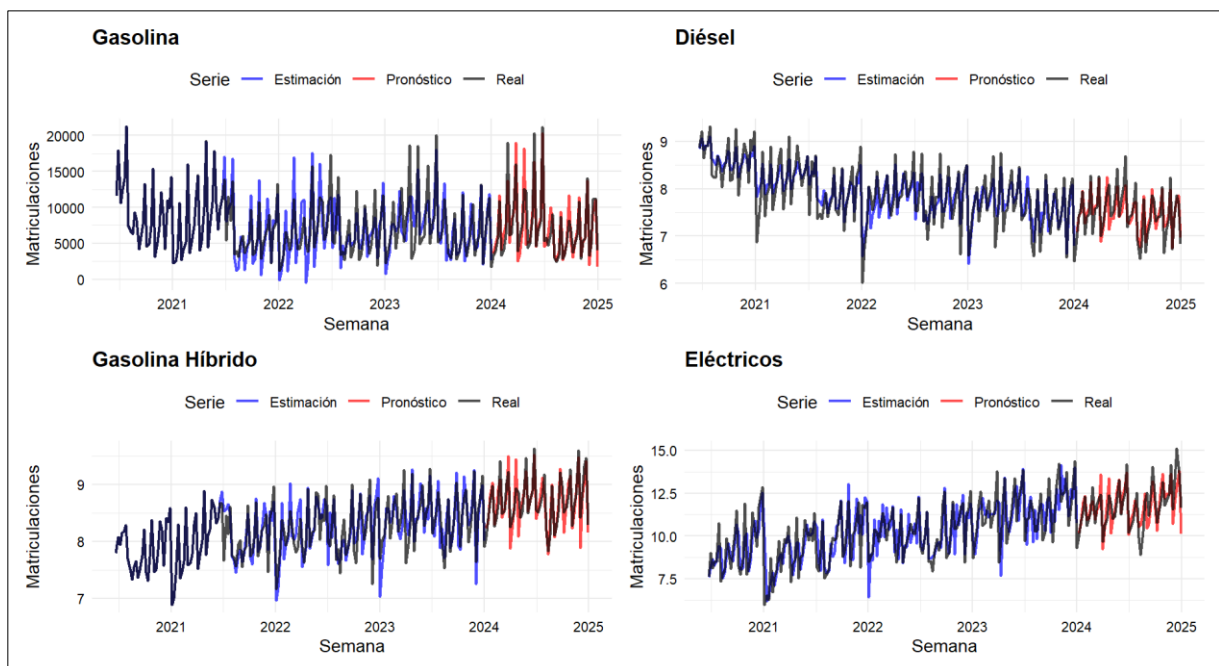 Gasolina
Serie Estimación Pronóstico Real
Matriculaciones
20000
15000
10000
5000
0
2021 2022 2023 2024 2025
Semana
Diésel
Serie Estimación Pronóstico Real
Matriculaciones
9
8
7
6
2021 2022 2023 2024 2025
Semana
Gasolina Híbrido
Serie Estimación Pronóstico Real
Matriculaciones
9
8
7
2021 2022 2023 2024 2025
Semana
Eléctricos
Serie Estimación Pronóstico Real
Matriculaciones
15.0
12.5
10.0
7.5
2021 2022 2023 2024 2025
Semana